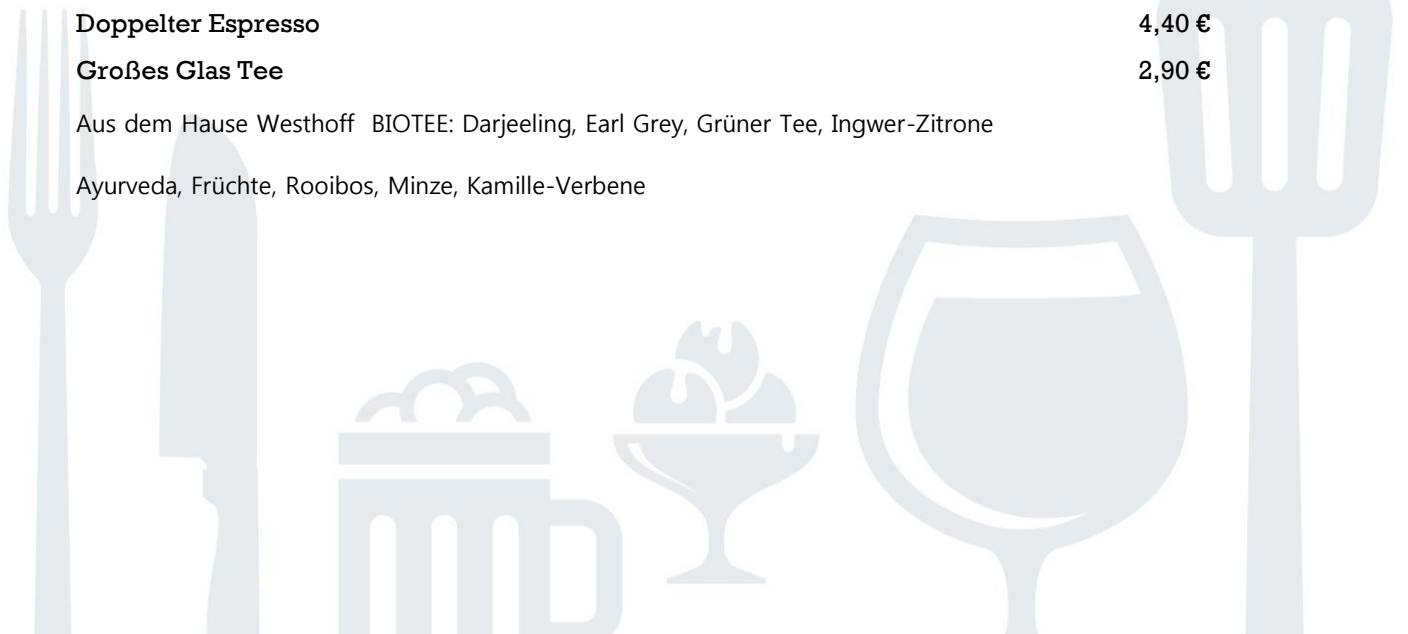 Doppelter Espresso 4,40 €
Großes Glas Tee 2,90 €
Aus dem Hause Westhoff BIOTEE: Darjeeling, Earl Grey, Grüner Tee, Ingwer-Zitrone
Ayurveda, Früchte, Rooibos, Minze, Kamille-Verbene